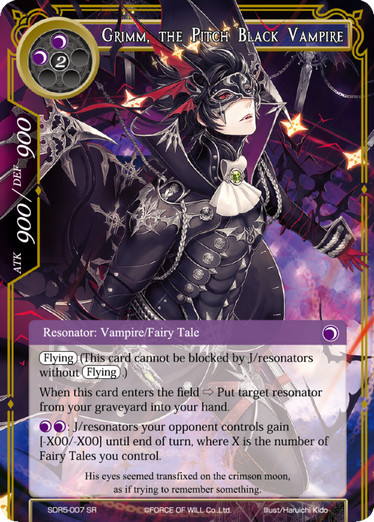 Grimm, the Pitch Black Vampire
2
ATK 900/DEF 900
Resonator: Vampire/Fairy Tale
Flying (This card cannot be blocked by J/resonators
without Flying.)
When this card enters the field ⇨ Put target resonator
from your graveyard into your hand.
: J/resonators your opponent controls gain
[-X00/-X00] until end of turn, where X is the number of
Fairy Tales you control.
His eyes seemed transfixed on the crimson moon,
as if trying to remember something.
SDR5-007 SR ©FORCE OF WILL Co.,Ltd. Illust/Haruichi Kido